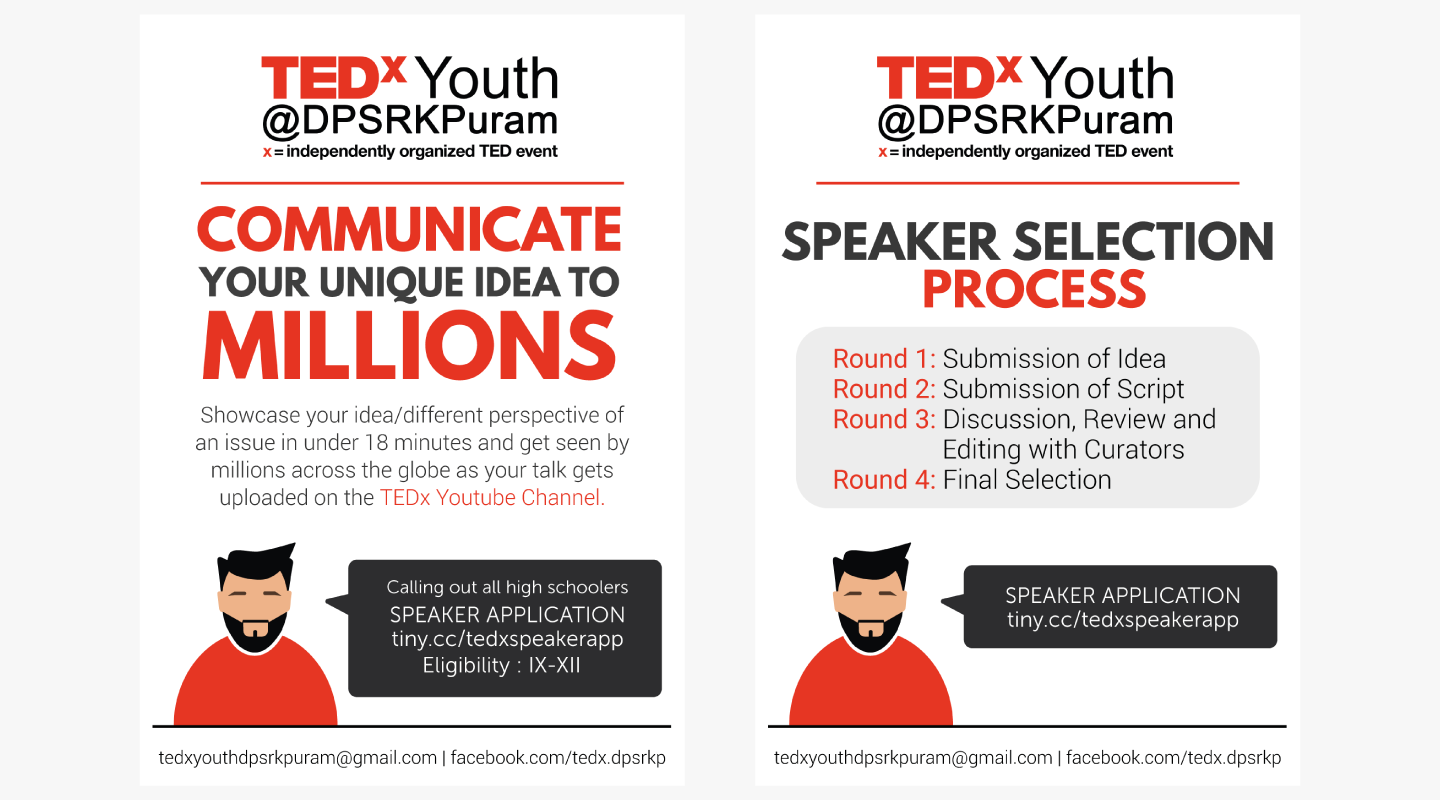 TEDx Youth
@DPSRKPuram
x = independently organized TED event
COMMUNICATE
YOUR UNIQUE IDEA TO
MILLIONS
Showcase your idea/different perspective of
an issue in under 18 minutes and get seen by
millions across the globe as your talk gets
uploaded on the TEDx Youtube Channel.
Calling out all high schoolers
SPEAKER APPLICATION
tiny.cc/tedxspeakerapp
Eligibility : IX-XII
tedxyouthdpsrkpuram@gmail.com | facebook.com/tedx.dpsrkp
TEDx Youth
@DPSRKPuram
x = independently organized TED event
SPEAKER SELECTION
PROCESS
Round 1: Submission of Idea
Round 2: Submission of Script
Round 3: Discussion, Review and
Editing with Curators
Round 4: Final Selection
SPEAKER APPLICATION
tiny.cc/tedxspeakerapp
tedxyouthdpsrkpuram@gmail.com | facebook.com/tedx.dpsrkp